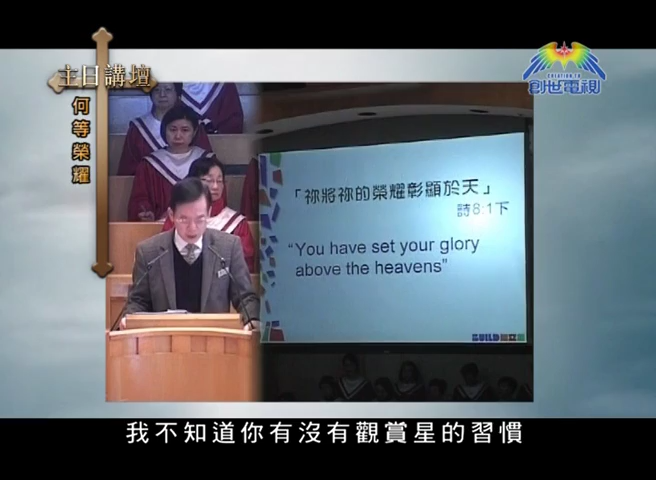 主日講壇
何等榮耀
CREATION TV
創世電視
「祢將祢的榮耀彰顯於天」
詩8:1下
“You have set your glory
above the heavens”
BUILD
我不知道你有沒有觀賞星的習慣